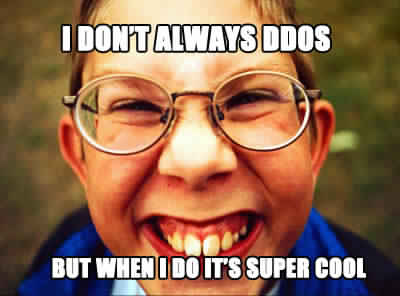 I DON'T ALWAYS DDOS
BUT WHEN I DO IT'S SUPER COOL